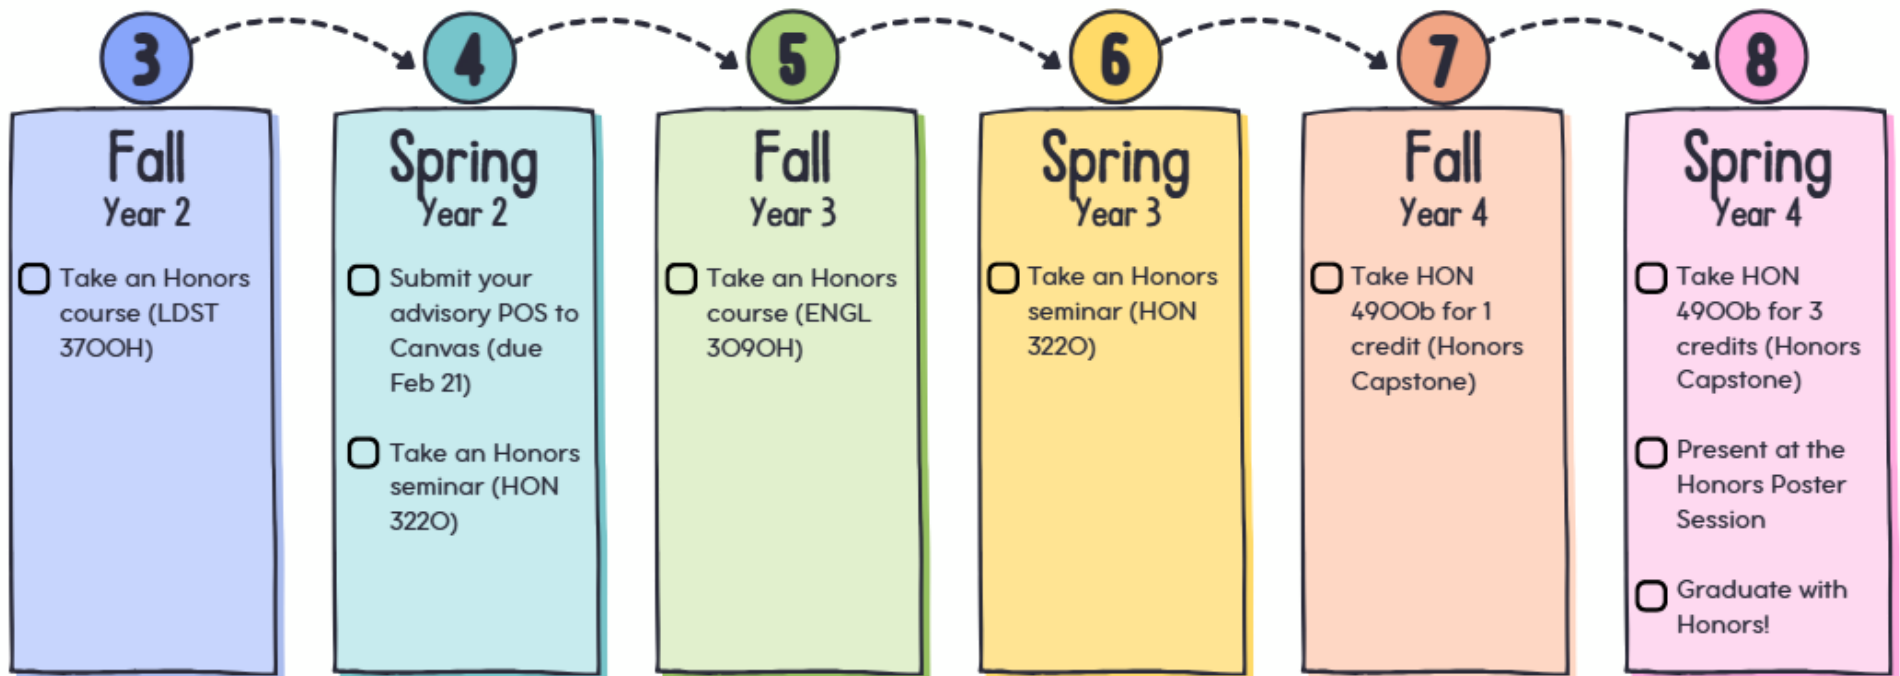 3
Fall
Year 2
Take an Honors
course (LDST
3700H)
4
Spring
Year 2
Submit your
advisory POS to
Canvas (due
Feb 21)
Take an Honors
seminar (HON
3220)
5
Fall
Year 3
Take an Honors
course (ENGL
3090H)
6
Spring
Year 3
Take an Honors
seminar (HON
3220)
7
Fall
Year 4
Take HON
4900b for 1
credit (Honors
Capstone)
8
Spring
Year 4
Take HON
4900b for 3
credits (Honors
Capstone)
Present at the
Honors Poster
Session
Graduate with
Honors!